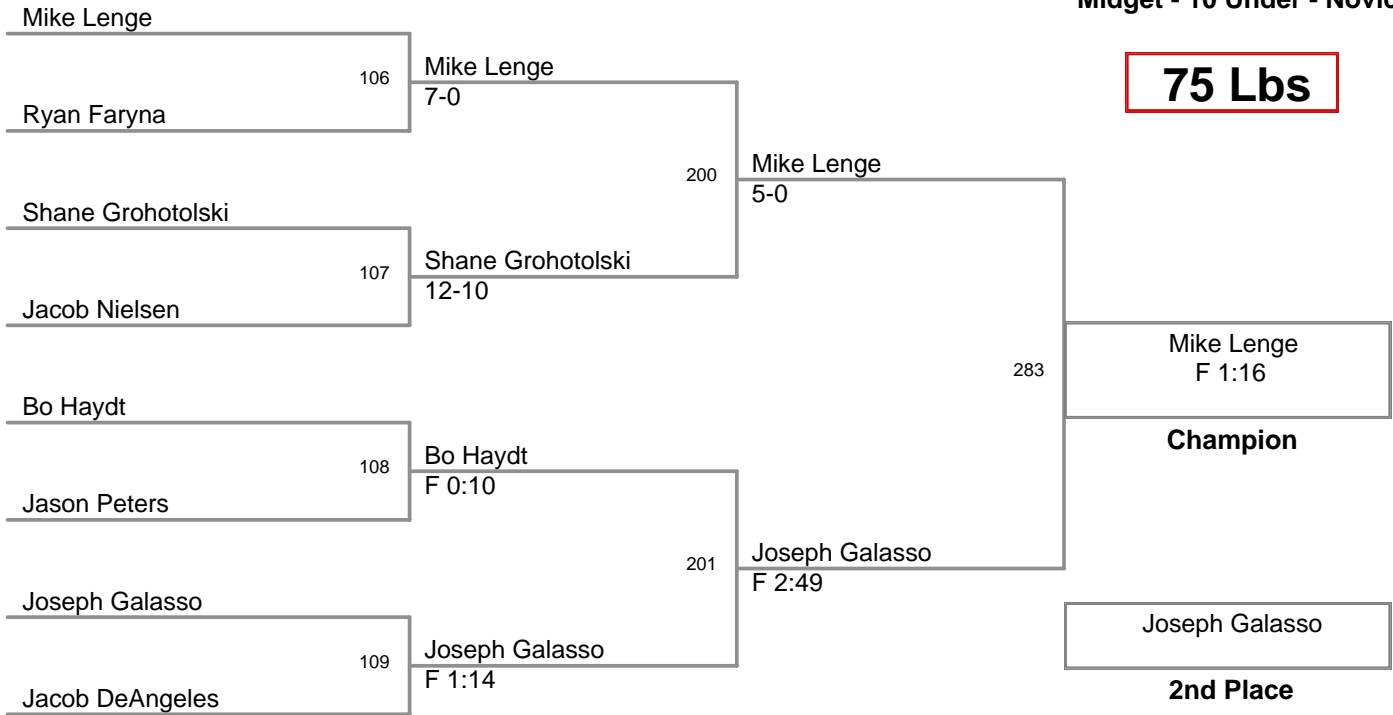 Midget - 10 Under - Novic
75 Lbs
Mike Lenge
106
Ryan Faryna
Mike Lenge
7-0
Shane Grohotolski
107
Jacob Nielsen
Shane Grohotolski
12-10
200
Mike Lenge
5-0
Bo Haydt
108
Jason Peters
Bo Haydt
F 0:10
Joseph Galasso
109
Jacob DeAngeles
Joseph Galasso
F 1:14
201
Joseph Galasso
F 2:49
283
Mike Lenge
F 1:16
Champion
Joseph Galasso
2nd Place